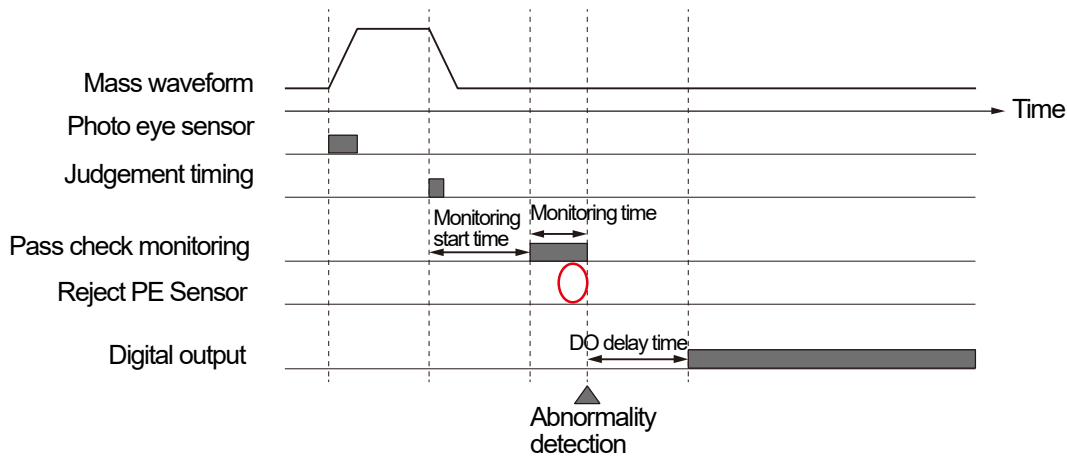 Mass waveform
Time
Photo eye sensor
Judgement timing
Monitoring
start time
Monitoring time
Pass check monitoring
Reject PE Sensor
DO delay time
Digital output
Abnormality
detection